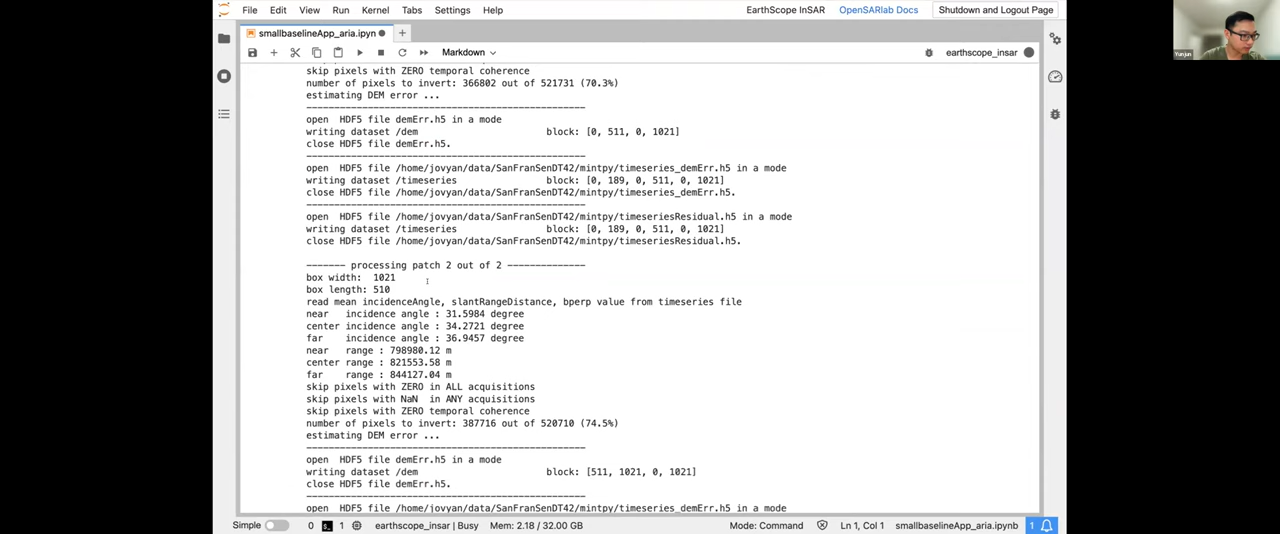 File Edit View Run Kernel Tabs Settings Help EarthScope InSAR OpenSARlab Docs Shutdown and Logout Page
smallbaselineApp_aria.ipyn
Markdown earthscope_insar
skip pixels with ZERO temporal coherence
number of pixels to invert: 366802 out of 521731 (70.3%)
estimating DEM error ...
--------------------------------------------------
open HDF5 file demErr.h5 in a mode
writing dataset /dem block: [0, 511, 0, 1021]
close HDF5 file demErr.h5.
--------------------------------------------------
open HDF5 file /home/jovyan/data/SanFranSenDT42/mintpy/timeseries_demErr.h5 in a mode
writing dataset /timeseries block: [0, 189, 0, 511, 0, 1021]
close HDF5 file /home/jovyan/data/SanFranSenDT42/mintpy/timeseries_demErr.h5.
--------------------------------------------------
open HDF5 file /home/jovyan/data/SanFranSenDT42/mintpy/timeseriesResidual.h5 in a mode
writing dataset /timeseries block: [0, 189, 0, 511, 0, 1021]
close HDF5 file /home/jovyan/data/SanFranSenDT42/mintpy/timeseriesResidual.h5.
------- processing patch 2 out of 2 --------------
box width: 1021
box length: 510
read mean incidenceAngle, slantRangeDistance, bperp value from timeseries file
near incidence angle : 31.5984 degree
center incidence angle : 34.2721 degree
far incidence angle : 36.9457 degree
near range : 798980.12 m
center range : 821553.58 m
far range : 844127.04 m
skip pixels with ZERO in ALL acquisitions
skip pixels with NaN in ANY acquisitions
skip pixels with ZERO temporal coherence
number of pixels to invert: 387716 out of 520710 (74.5%)
estimating DEM error ...
--------------------------------------------------
open HDF5 file demErr.h5 in a mode
writing dataset /dem block: [511, 1021, 0, 1021]
close HDF5 file demErr.h5.
--------------------------------------------------
open HDF5 file /home/jovyan/data/SanFranSenDT42/mintpy/timeseries_demErr.h5 in a mode
Simple 0 $_ 1 earthscope_insar | Busy Mem: 2.18 / 32.00 GB Mode: Command Ln 1, Col 1 smallbaselineApp_aria.ipynb 1
Yunjun